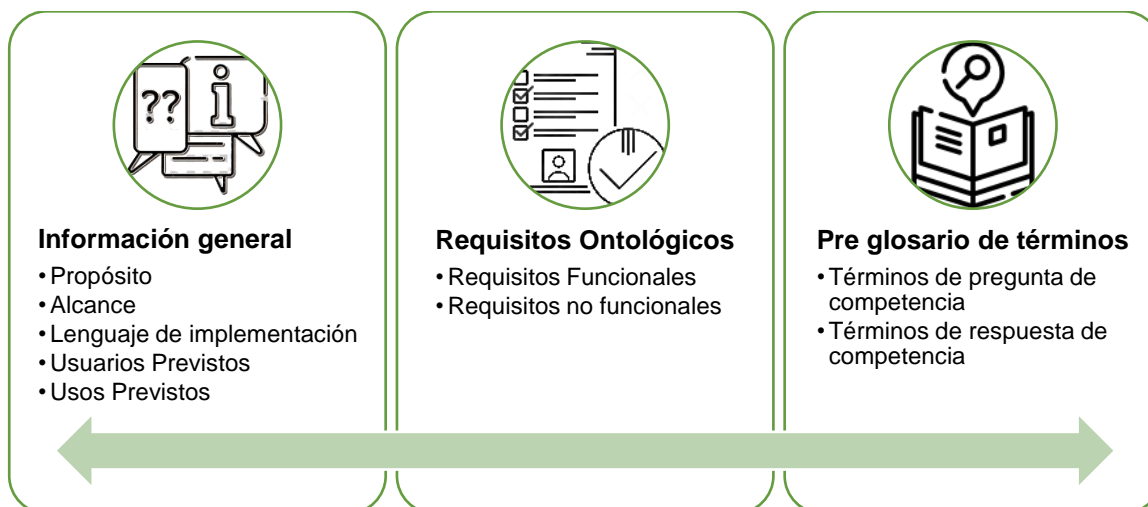 ??
i
Información general
• Propósito
• Alcance
• Lenguaje de implementación
• Usuarios Previstos
• Usos Previstos
Requisitos Ontológicos
• Requisitos Funcionales
• Requisitos no funcionales
Pre glosario de términos
• Términos de pregunta de
competencia
• Términos de respuesta de
competencia